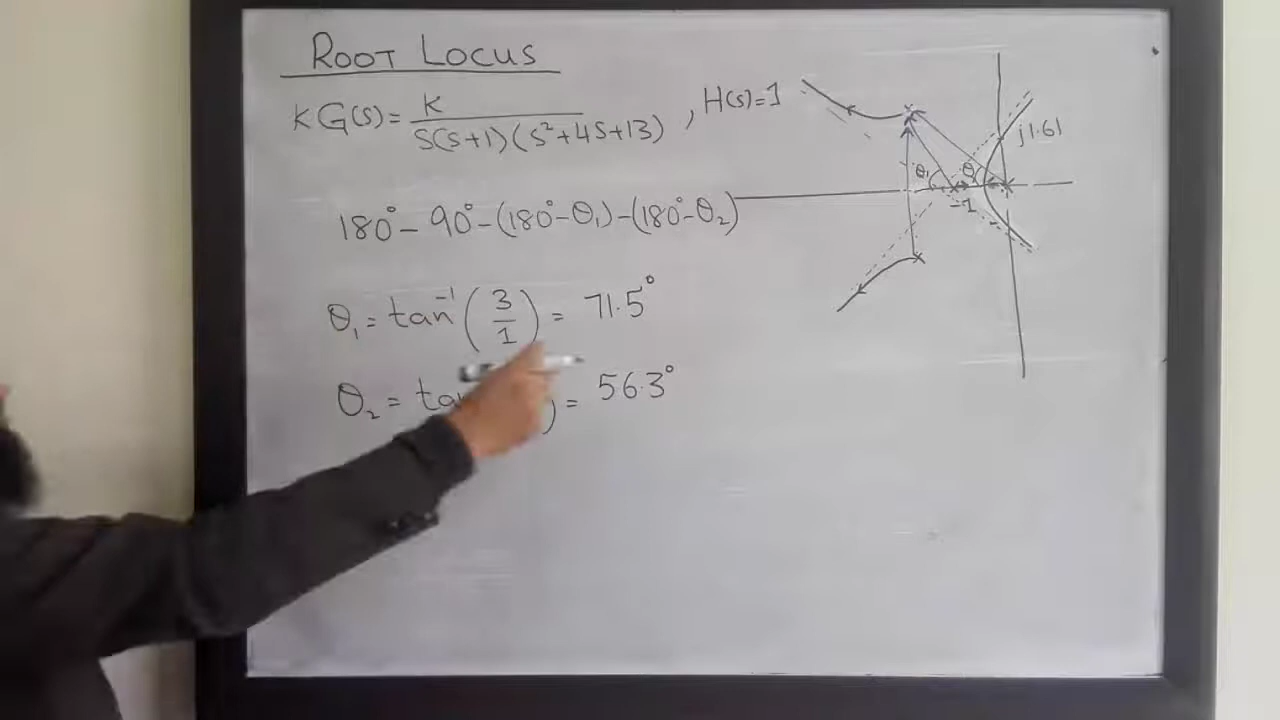 ROOT LOCUS
KG(s)= K / S(S+1)(S²+4S+13) , H(s)=1
j1.61
θ₁ θ₂
-1
180° - 90° - (180° - θ₁) - (180° - θ₂)
θ₁ = tan⁻¹(3/1) = 71.5°
θ₂ = ta ) = 56.3°